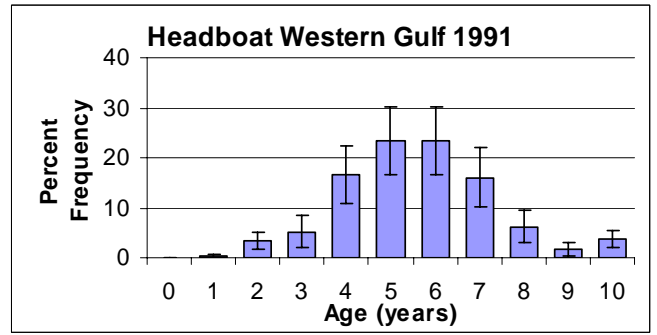 Headboat Western Gulf 1991
Percent
Frequency
40
30
20
10
0
0 1 2 3 4 5 6 7 8 9 10
Age (years)